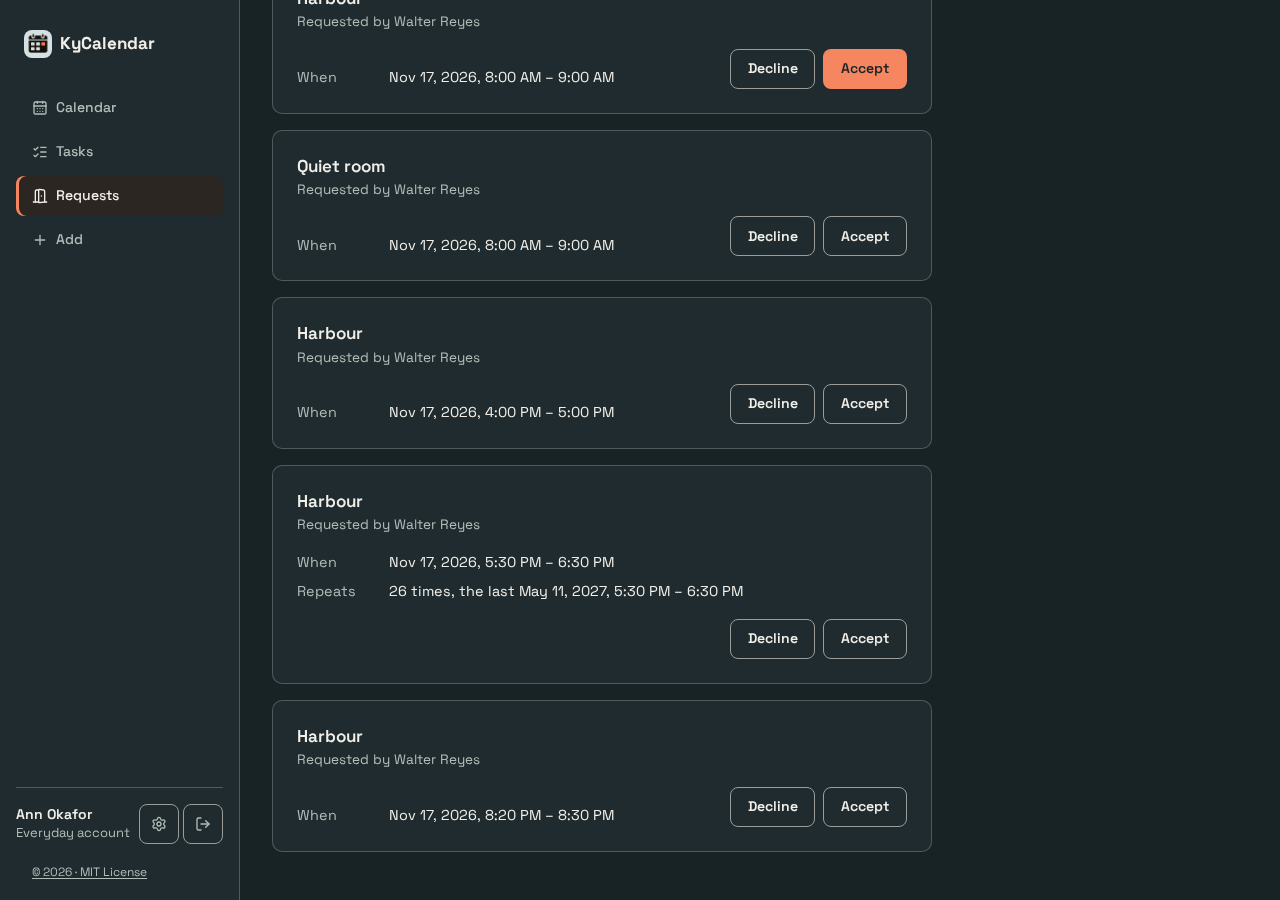 KyCalendar
Calendar
Tasks
Requests
Add
Ann Okafor
Everyday account
© 2026 · MIT License
Harbour
Requested by Walter Reyes
When Nov 17, 2026, 8:00 AM – 9:00 AM
Decline Accept
Quiet room
Requested by Walter Reyes
When Nov 17, 2026, 8:00 AM – 9:00 AM
Decline Accept
Harbour
Requested by Walter Reyes
When Nov 17, 2026, 4:00 PM – 5:00 PM
Decline Accept
Harbour
Requested by Walter Reyes
When Nov 17, 2026, 5:30 PM – 6:30 PM
Repeats 26 times, the last May 11, 2027, 5:30 PM – 6:30 PM
Decline Accept
Harbour
Requested by Walter Reyes
When Nov 17, 2026, 8:20 PM – 8:30 PM
Decline Accept